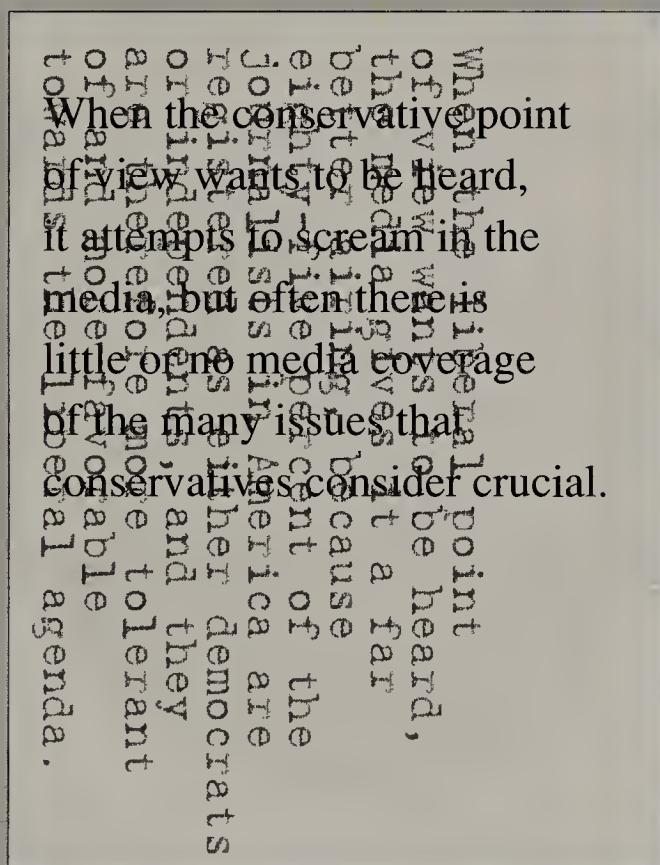 When the conservative point
of view wants to be heard,
it attempts to scream in the
media, but often there is
little or no media coverage
of the many issues that
conservatives consider crucial.
When the liberal point
of view wants to be heard,
the media gives it a far
better airing, because
eighty-five percent of the
Journalists in America are
registered as either democrats
or independents, and they
are therefore more tolerant
of and more favorable
towards the liberal agenda.